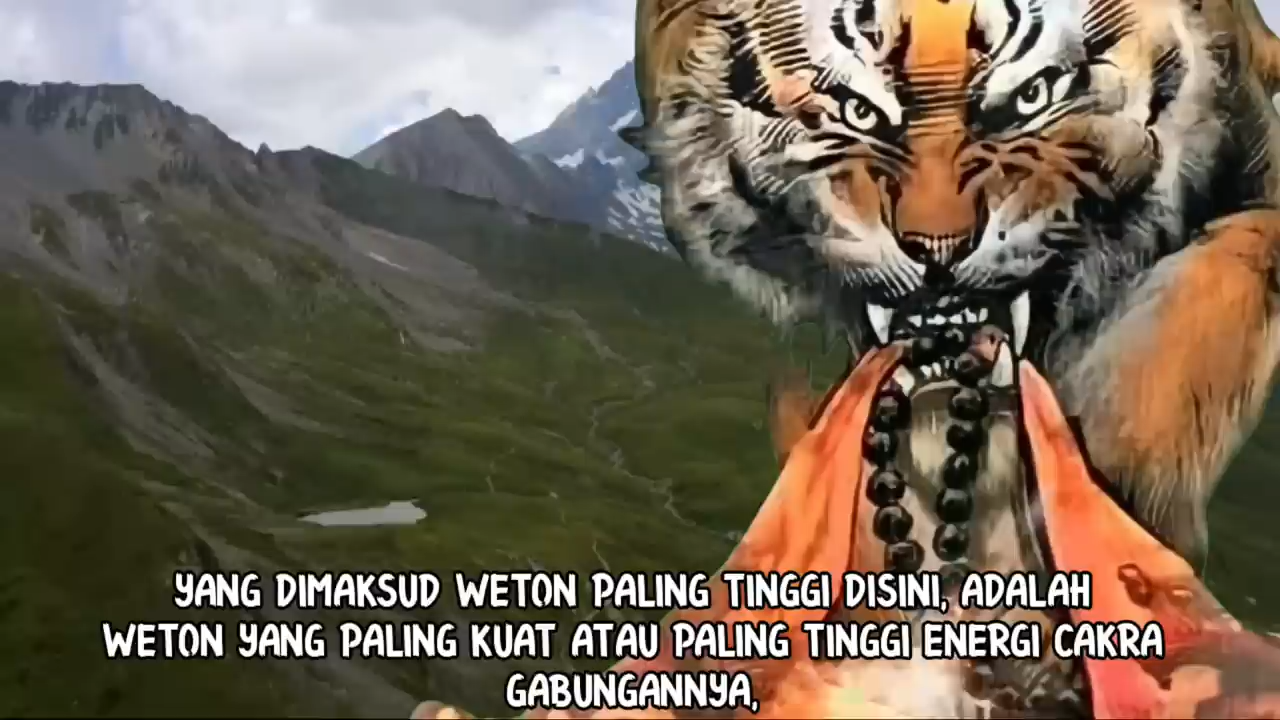 YANG DIMAKSUD WETON PALING TINGGI DISINI, ADALAH
WETON YANG PALING KUAT ATAU PALING TINGGI ENERGI CAKRA
GABUNGANNYA,